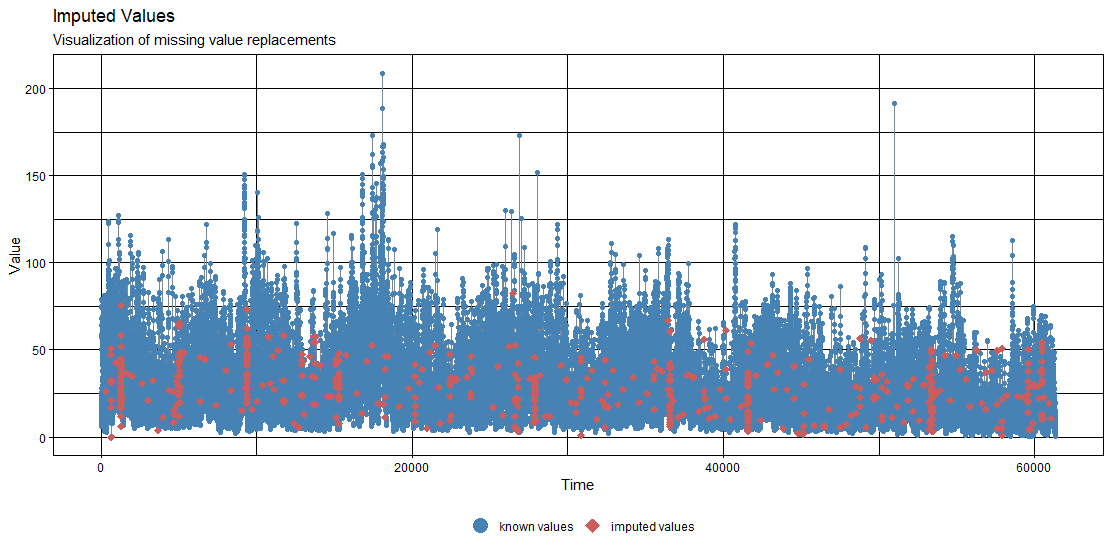 Imputed Values
Visualization of missing value replacements
200
150
100
50
0
Value
0 20000 40000 60000
Time
known values imputed values